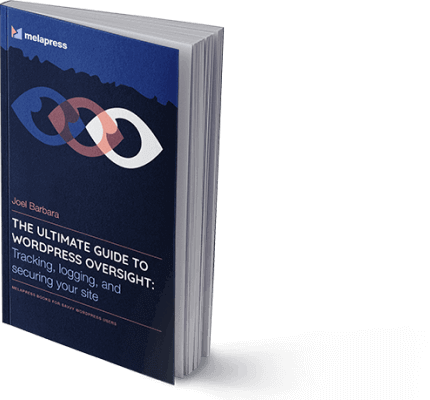 melapress
Joel Barbara
THE ULTIMATE GUIDE TO
WORDPRESS OVERSIGHT:
Tracking, logging, and
securing your site
MELAPRESS BOOKS FOR SAVVY WORDPRESS USERS